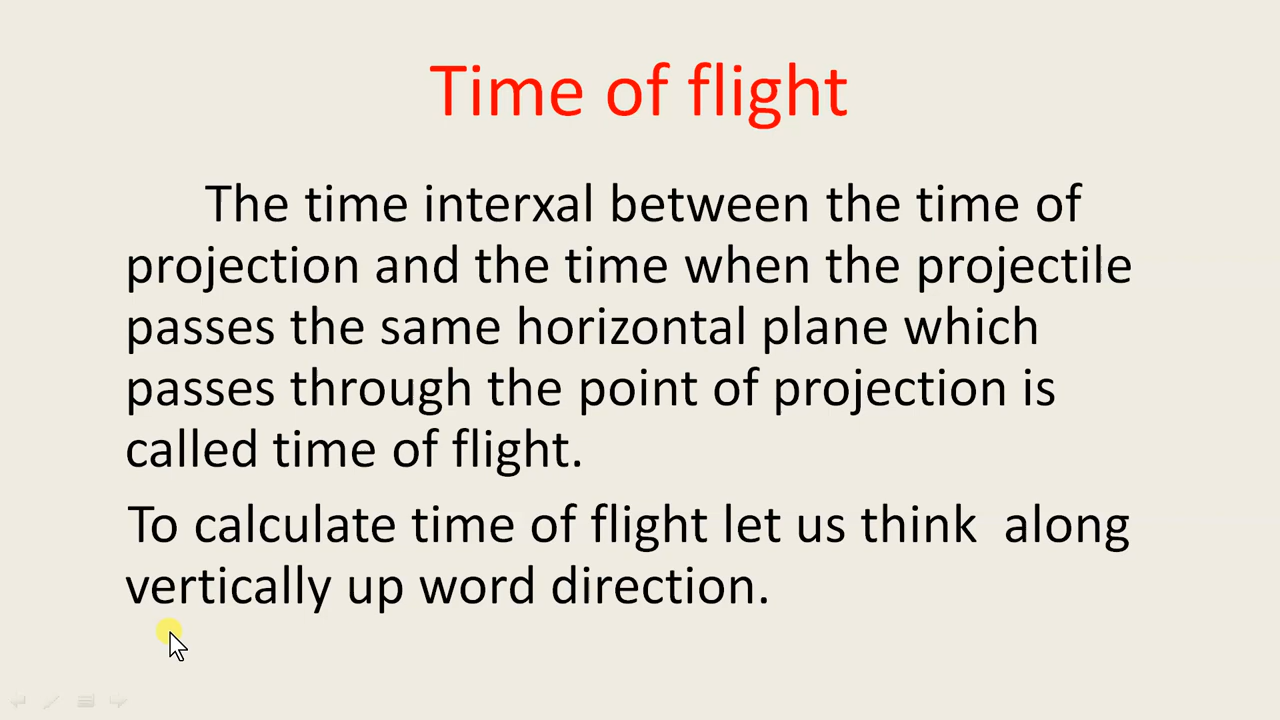 Time of flight
The time interxal between the time of
projection and the time when the projectile
passes the same horizontal plane which
passes through the point of projection is
called time of flight.
To calculate time of flight let us think  along
vertically up word direction.